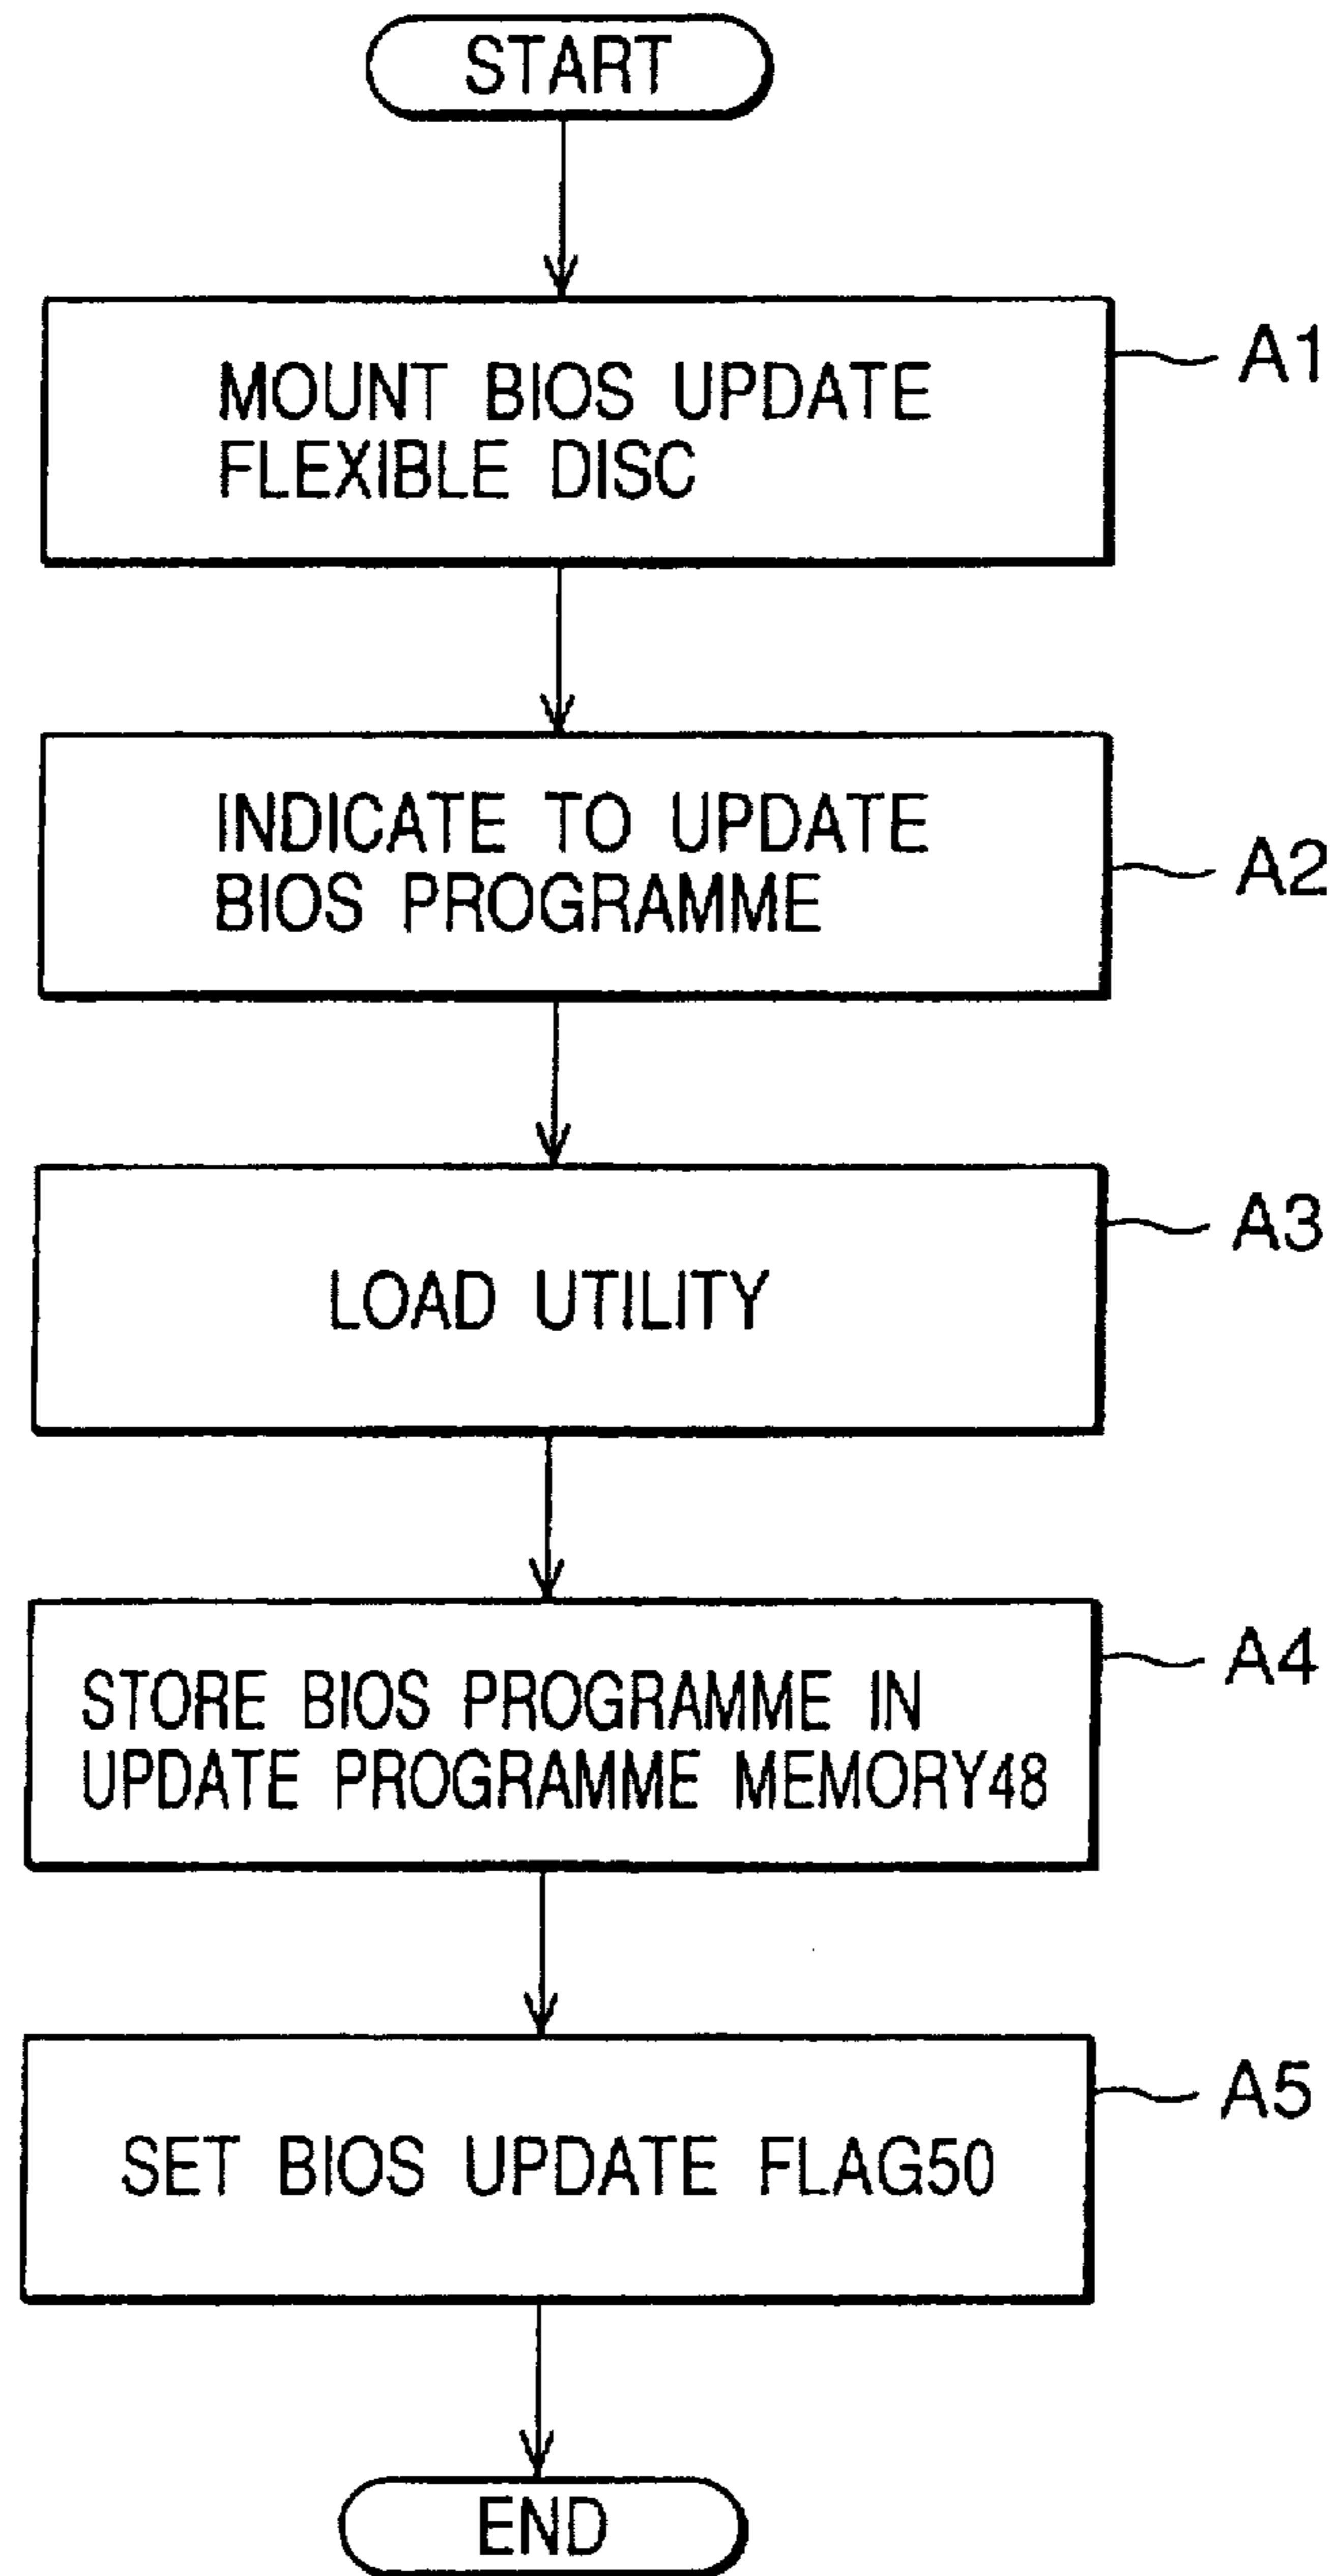 START
MOUNT BIOS UPDATE
FLEXIBLE DISC
A1
INDICATE TO UPDATE
BIOS PROGRAMME
A2
LOAD UTILITY
A3
STORE BIOS PROGRAMME IN
UPDATE PROGRAMME MEMORY48
A4
SET BIOS UPDATE FLAG50
A5
END